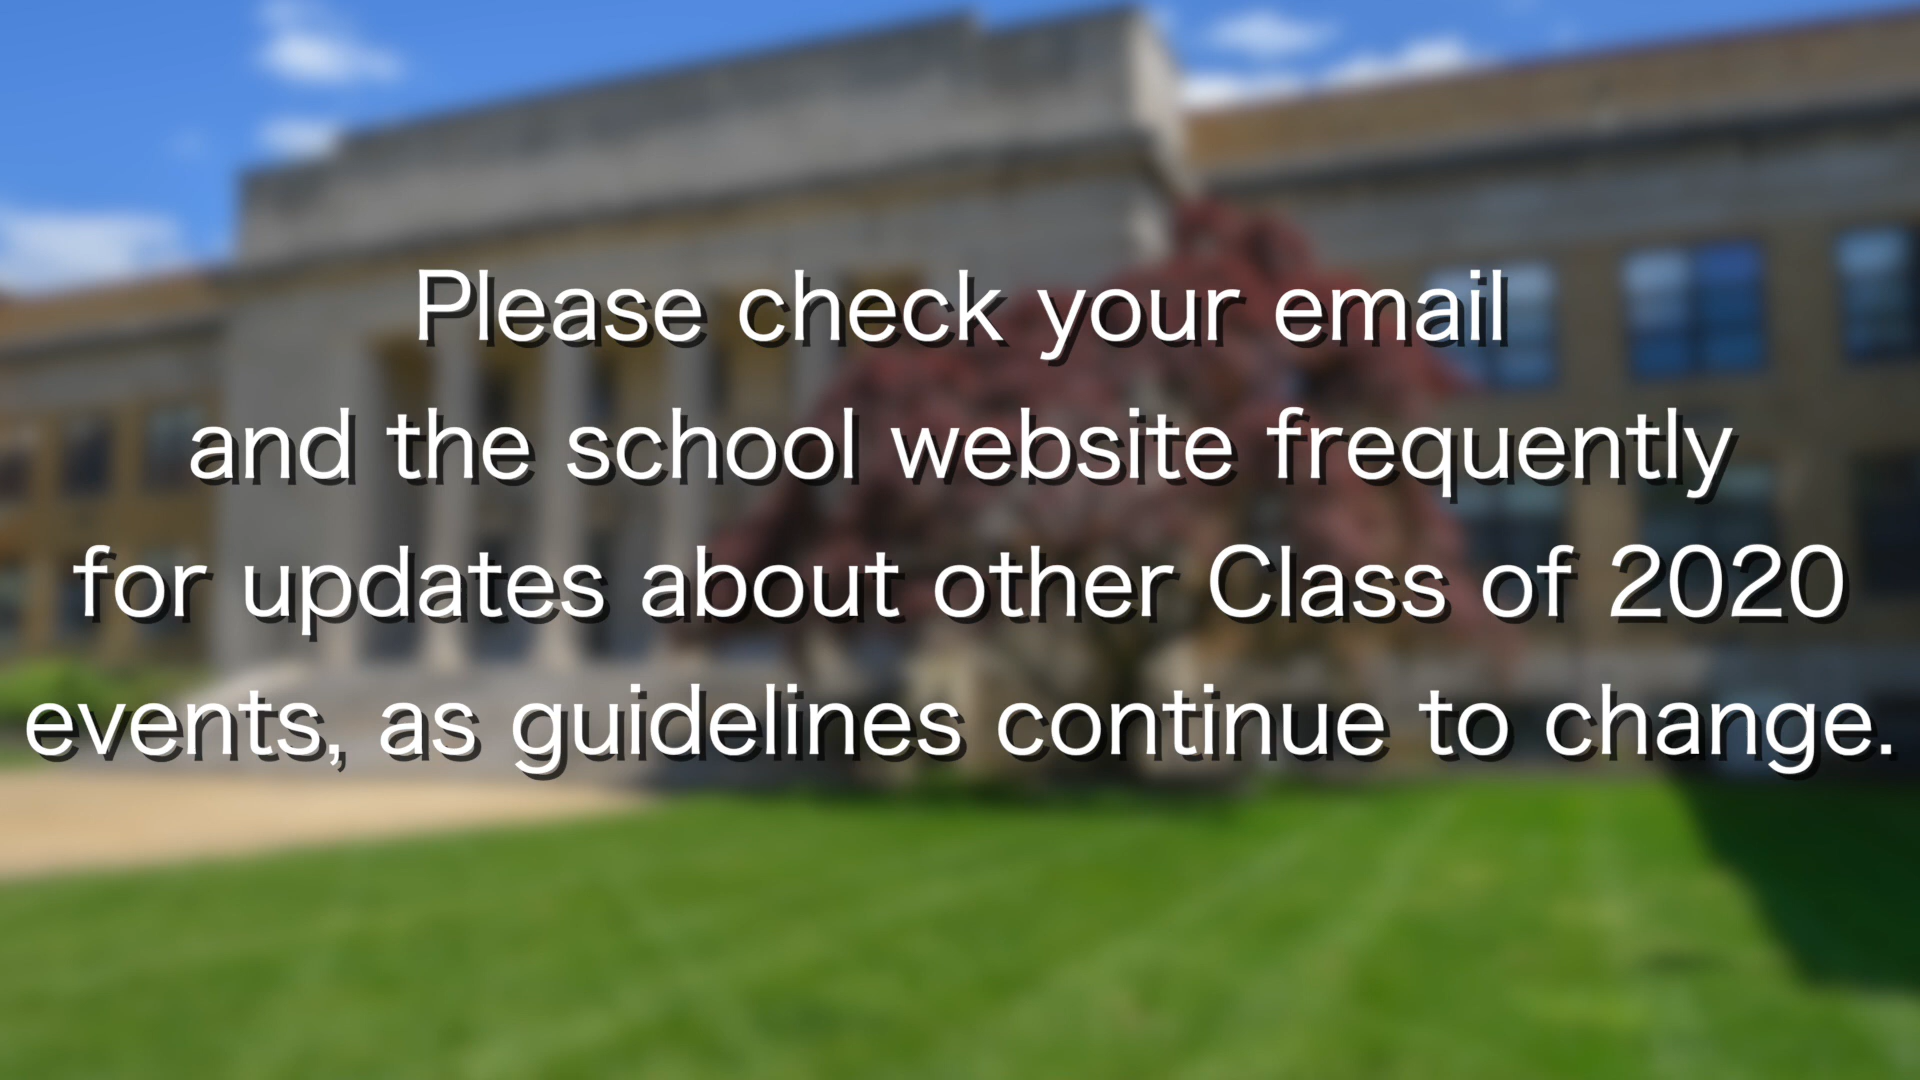 Please check your email
and the school website frequently
for updates about other Class of 2020
events, as guidelines continue to change.